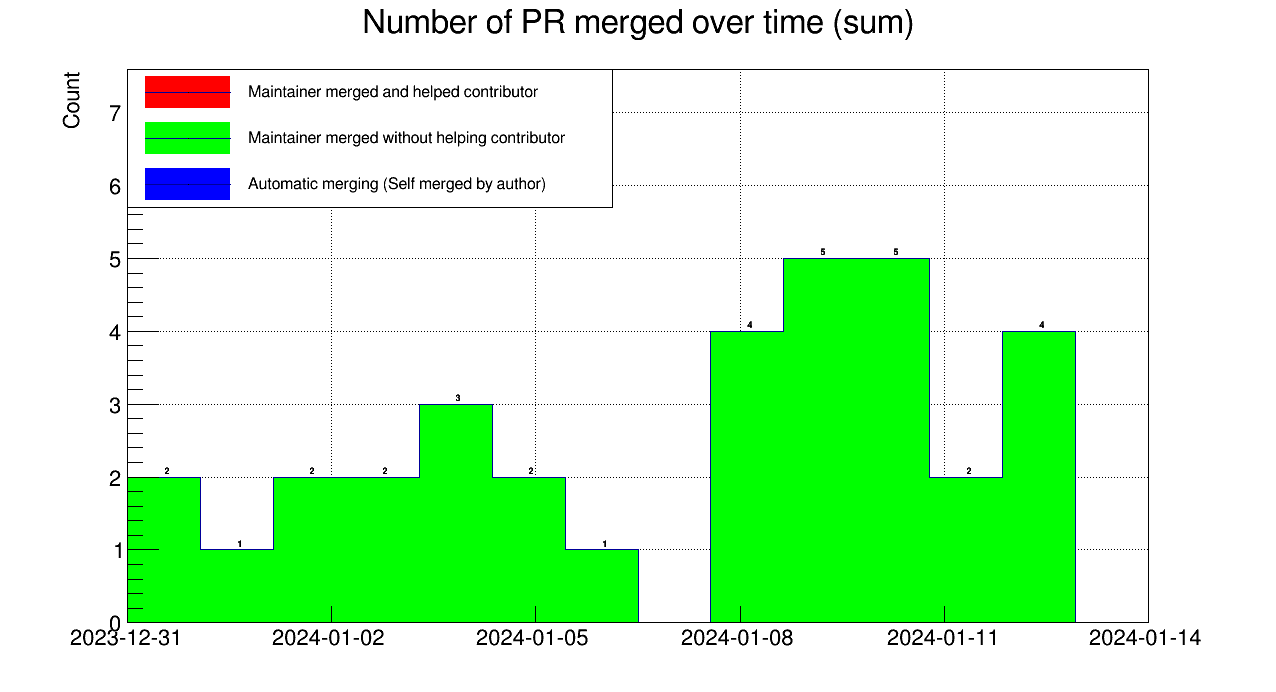 Number of PR merged over time (sum)
Count
Maintainer merged and helped contributor
Maintainer merged without helping contributor
Automatic merging (Self merged by author)
7
6
5
4
3
2
1
0
5 5
4 4
3
2 2 2 2 2
1 1
2023-12-31 2024-01-02 2024-01-05 2024-01-08 2024-01-11 2024-01-14